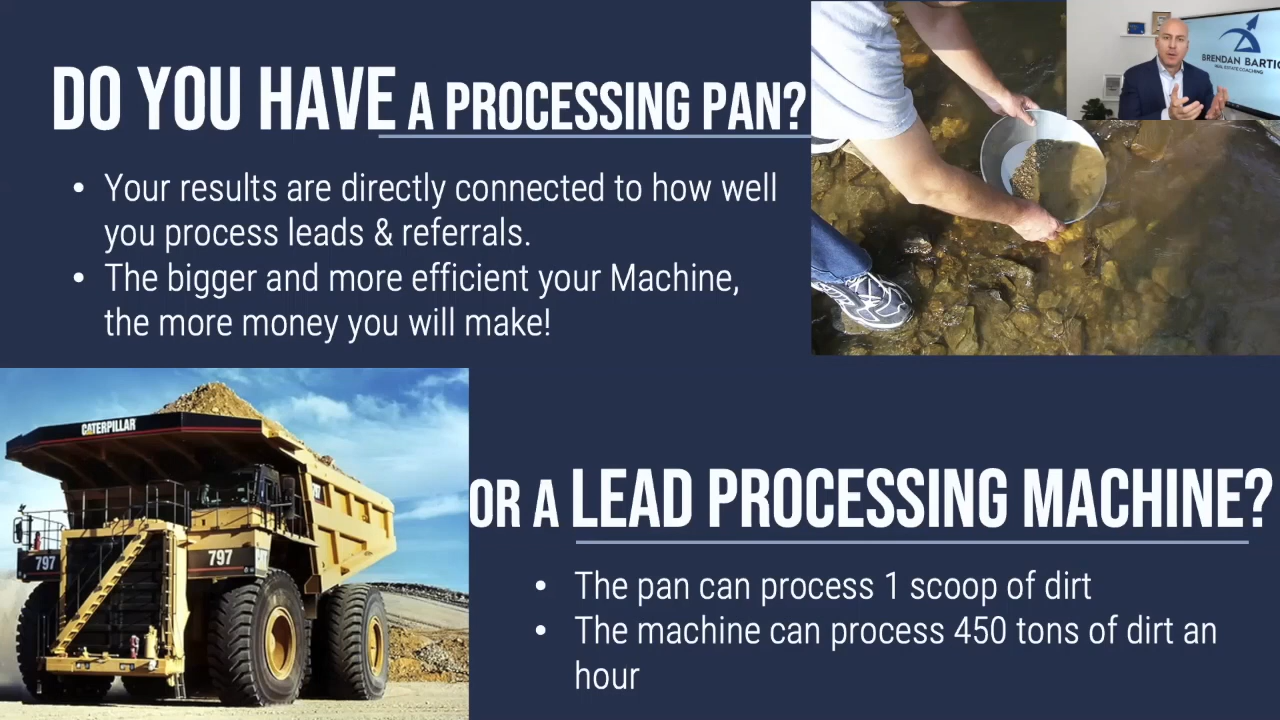 DO YOU HAVE A PROCESSING PAN?
• Your results are directly connected to how well
you process leads & referrals.
• The bigger and more efficient your Machine,
the more money you will make!
BRENDAN BARTIC
REAL ESTATE COACHING
CATERPILLAR
797
797
OR A LEAD PROCESSING MACHINE?
• The pan can process 1 scoop of dirt
• The machine can process 450 tons of dirt an
hour